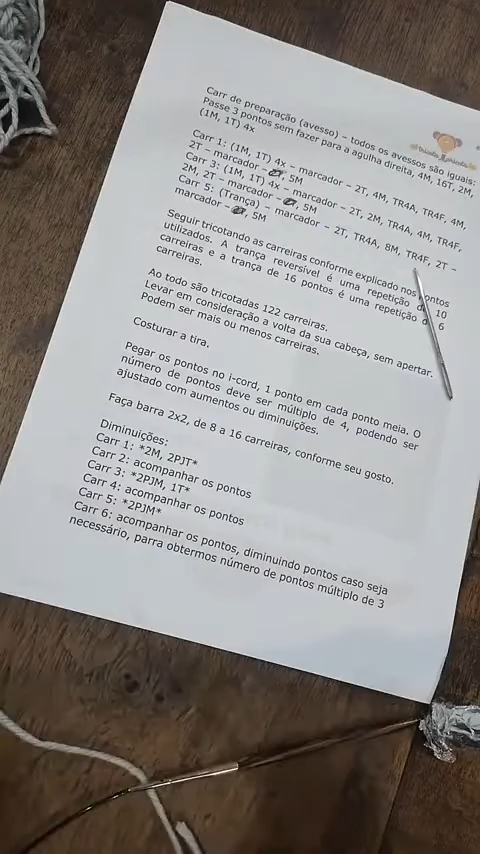 Carr de preparação (avesso) – todos os avessos são iguais:
Passe 3 pontos sem fazer para a agulha direita, 4M, 16T, 2M,
(1M, 1T) 4x
Carr 1: (1M, 1T) 4x – marcador – 2T, 4M, TR4A, TR4F, 4M,
2T – marcador – , 5M
Carr 3: (1M, 1T) 4x – marcador – 2T, 2M, TR4A, 4M, TR4F,
2M, 2T – marcador – , 5M
Carr 5: (Trança) – marcador – 2T, TR4A, 8M, TR4F, 2T –
marcador – , 5M
Seguir tricotando as carreiras conforme explicado nos pontos
utilizados. A trança reversível é uma repetição 10
carreiras e a trança de 16 pontos é uma repetição 6
carreiras.
Ao todo são tricotadas 122 carreiras.
Levar em consideração a volta da sua cabeça, sem apertar.
Podem ser mais ou menos carreiras.
Costurar a tira.
Pegar os pontos no i-cord, 1 ponto em cada ponto meia. O
número de pontos deve ser múltiplo de 4, podendo ser
ajustado com aumentos ou diminuições.
Faça barra 2x2, de 8 a 16 carreiras, conforme seu gosto.
Diminuições:
Carr 1: *2M, 2PJT*
Carr 2: acompanhar os pontos
Carr 3: *2PJM, 1T*
Carr 4: acompanhar os pontos
Carr 5: *2PJM*
Carr 6: acompanhar os pontos, diminuindo pontos caso seja
necessário, parra obtermos número de pontos múltiplo de 3